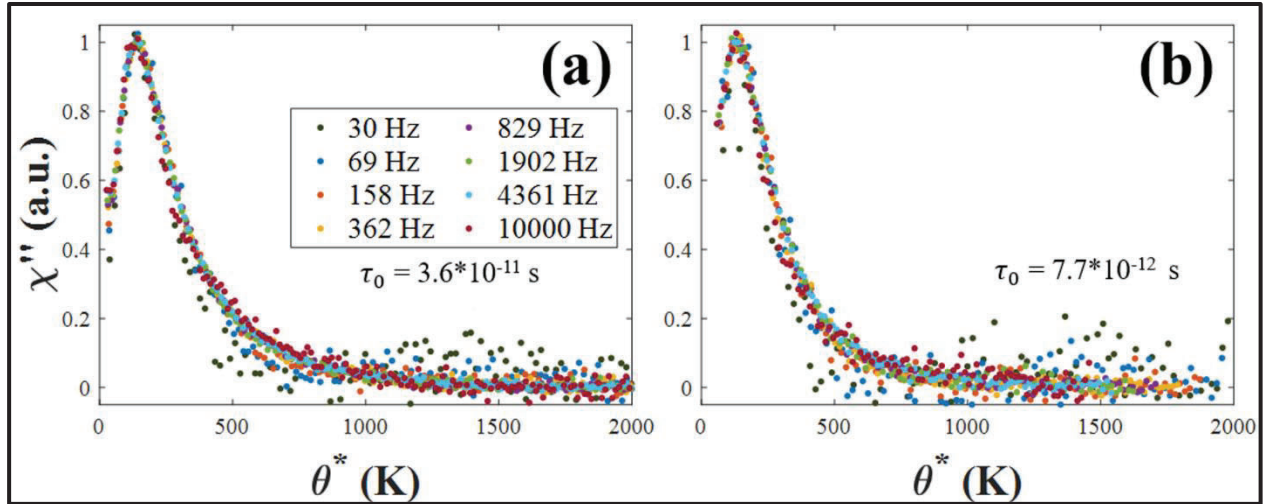 (a)
1
0.8
0.6
0.4
0.2
0
χ'' (a.u.)
30 Hz
69 Hz
158 Hz
362 Hz
829 Hz
1902 Hz
4361 Hz
10000 Hz
τ₀ = 3.6*10⁻¹¹ s
0 500 1000 1500 2000
θ* (K)
(b)
1
0.8
0.6
0.4
0.2
0
τ₀ = 7.7*10⁻¹² s
0 500 1000 1500 2000
θ* (K)